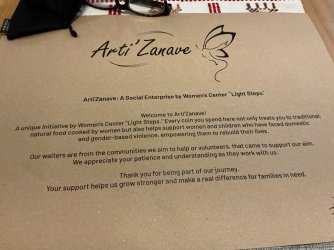 Arti'Zanave
Arti'Zanave: A Social Enterprise by Women's Center "Light Steps."
Welcome to Arti'Zanave!
A unique initiative by Women's Center "Light Steps." Every coin you spend here not only treats you to traditional,
natural food cooked by women but also helps support women and children who have faced domestic
and gender-based violence, empowering them to rebuild their lives.
Our waiters are from the communities we aim to help or volunteers, that came to support our aim.
We appreciate your patience and understanding as they work with us.
Thank you for being part of our journey.
Your support helps us grow stronger and make a real difference for families in need.